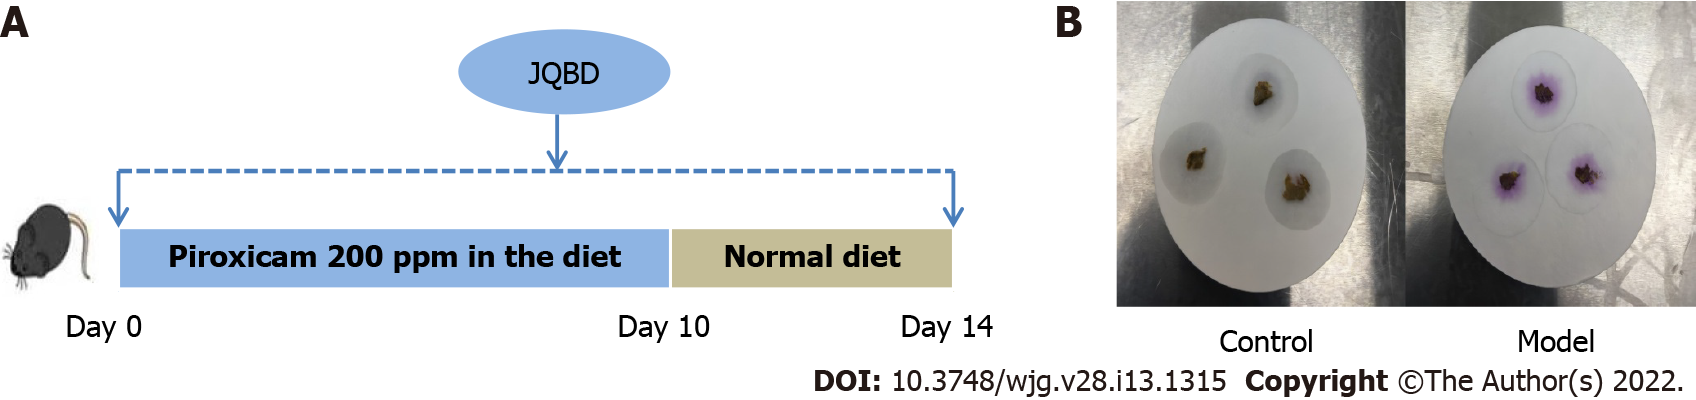 A
JQBD
Piroxicam 200 ppm in the diet
Normal diet
Day 0
Day 10
Day 14
B
Control
Model
DOI: 10.3748/wjg.v28.i13.1315 Copyright ©The Author(s) 2022.